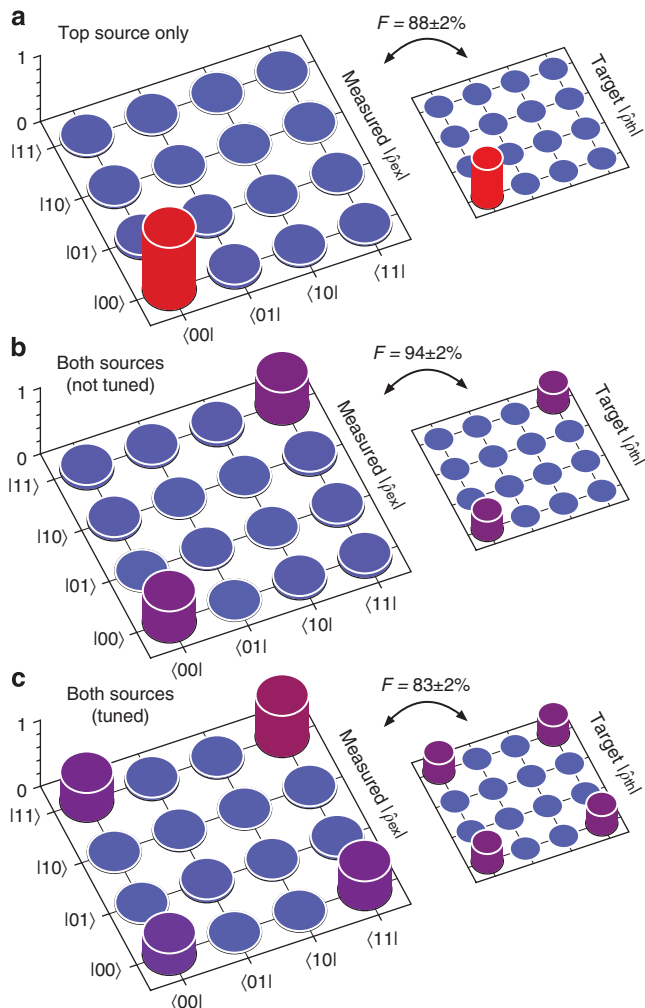 a
Top source only
F = 88±2%
1
0
|11⟩
|10⟩
|01⟩
|00⟩
⟨00|
⟨01|
⟨10|
⟨11|
Measured |ρ̂ex|
Target |ρ̂th|
b
Both sources
(not tuned)
F = 94±2%
1
0
|11⟩
|10⟩
|01⟩
|00⟩
⟨00|
⟨01|
⟨10|
⟨11|
Measured |ρ̂ex|
Target |ρ̂th|
c
Both sources
(tuned)
F = 83±2%
1
0
|11⟩
|10⟩
|01⟩
|00⟩
⟨00|
⟨01|
⟨10|
⟨11|
Measured |ρ̂ex|
Target |ρ̂th|